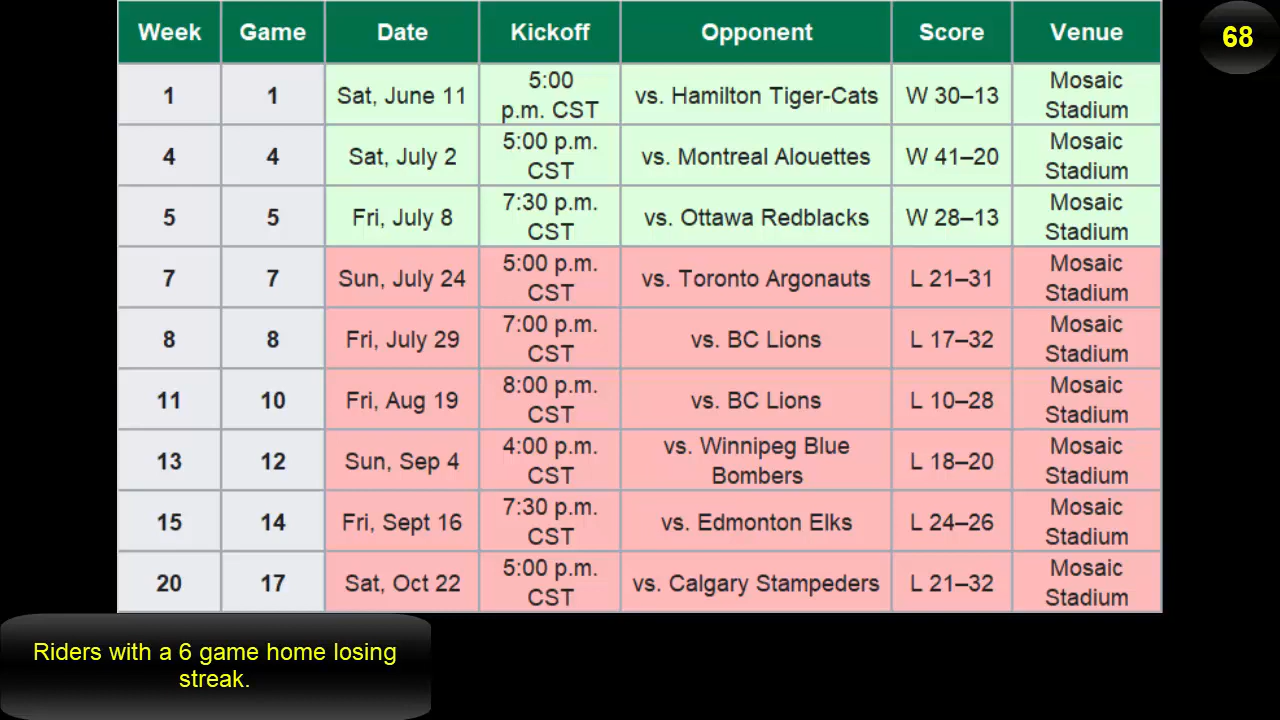 Week Game Date Kickoff Opponent Score Venue
1 1 Sat, June 11 5:00 p.m. CST vs. Hamilton Tiger-Cats W 30–13 Mosaic Stadium
4 4 Sat, July 2 5:00 p.m. CST vs. Montreal Alouettes W 41–20 Mosaic Stadium
5 5 Fri, July 8 7:30 p.m. CST vs. Ottawa Redblacks W 28–13 Mosaic Stadium
7 7 Sun, July 24 5:00 p.m. CST vs. Toronto Argonauts L 21–31 Mosaic Stadium
8 8 Fri, July 29 7:00 p.m. CST vs. BC Lions L 17–32 Mosaic Stadium
11 10 Fri, Aug 19 8:00 p.m. CST vs. BC Lions L 10–28 Mosaic Stadium
13 12 Sun, Sep 4 4:00 p.m. CST vs. Winnipeg Blue Bombers L 18–20 Mosaic Stadium
15 14 Fri, Sept 16 7:30 p.m. CST vs. Edmonton Elks L 24–26 Mosaic Stadium
20 17 Sat, Oct 22 5:00 p.m. CST vs. Calgary Stampeders L 21–32 Mosaic Stadium
68
Riders with a 6 game home losing
streak.